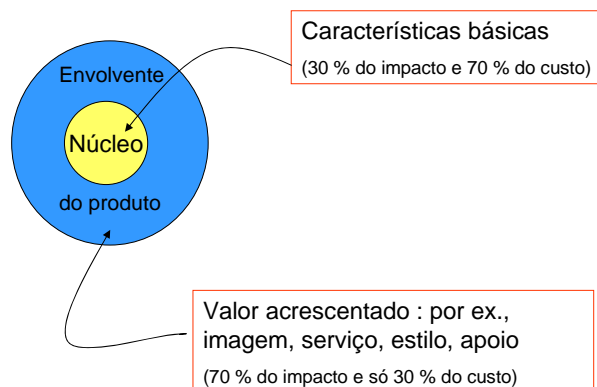 Características básicas
(30 % do impacto e 70 % do custo)
Envolvente
Núcleo
do produto
Valor acrescentado : por ex.,
imagem, serviço, estilo, apoio
(70 % do impacto e só 30 % do custo)